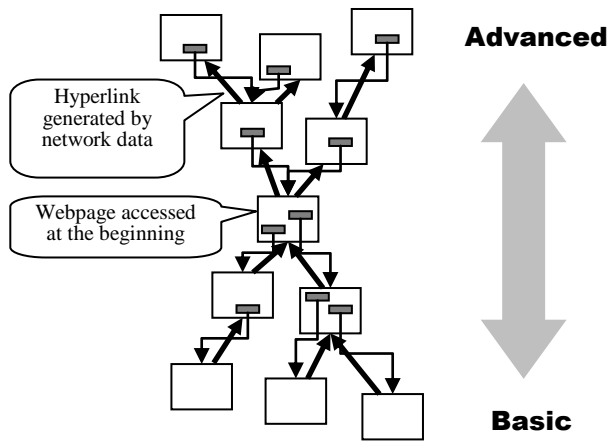 Advanced
Hyperlink
generated by
network data
Webpage accessed
at the beginning
Basic